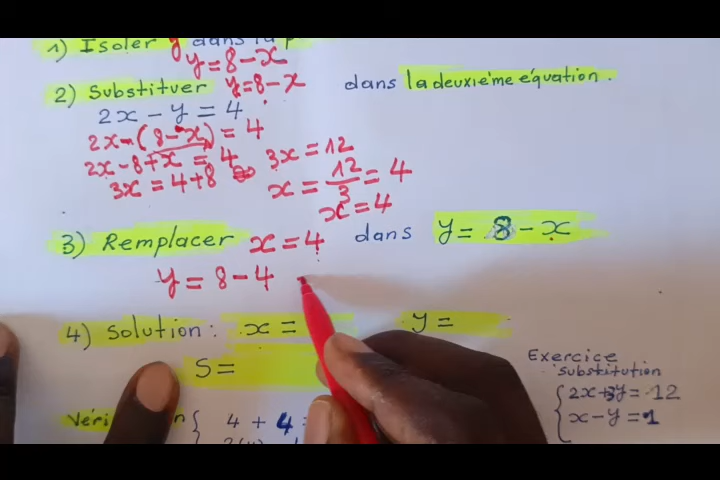 1) Isoler y dans la
y = 8 - x
2) Substituer y = 8 - x dans la deuxième équation.
2x - y = 4
2x - (8 - x) = 4
2x - 8 + x = 4
3x = 4 + 8
3x = 12
x = 12/3 = 4
x = 4
3) Remplacer x = 4 dans y = 8 - x
y = 8 - 4
4) Solution: x = y =
S =
Exercice
substitution
2x + 3y = 12
x - y = 1
4 + 4